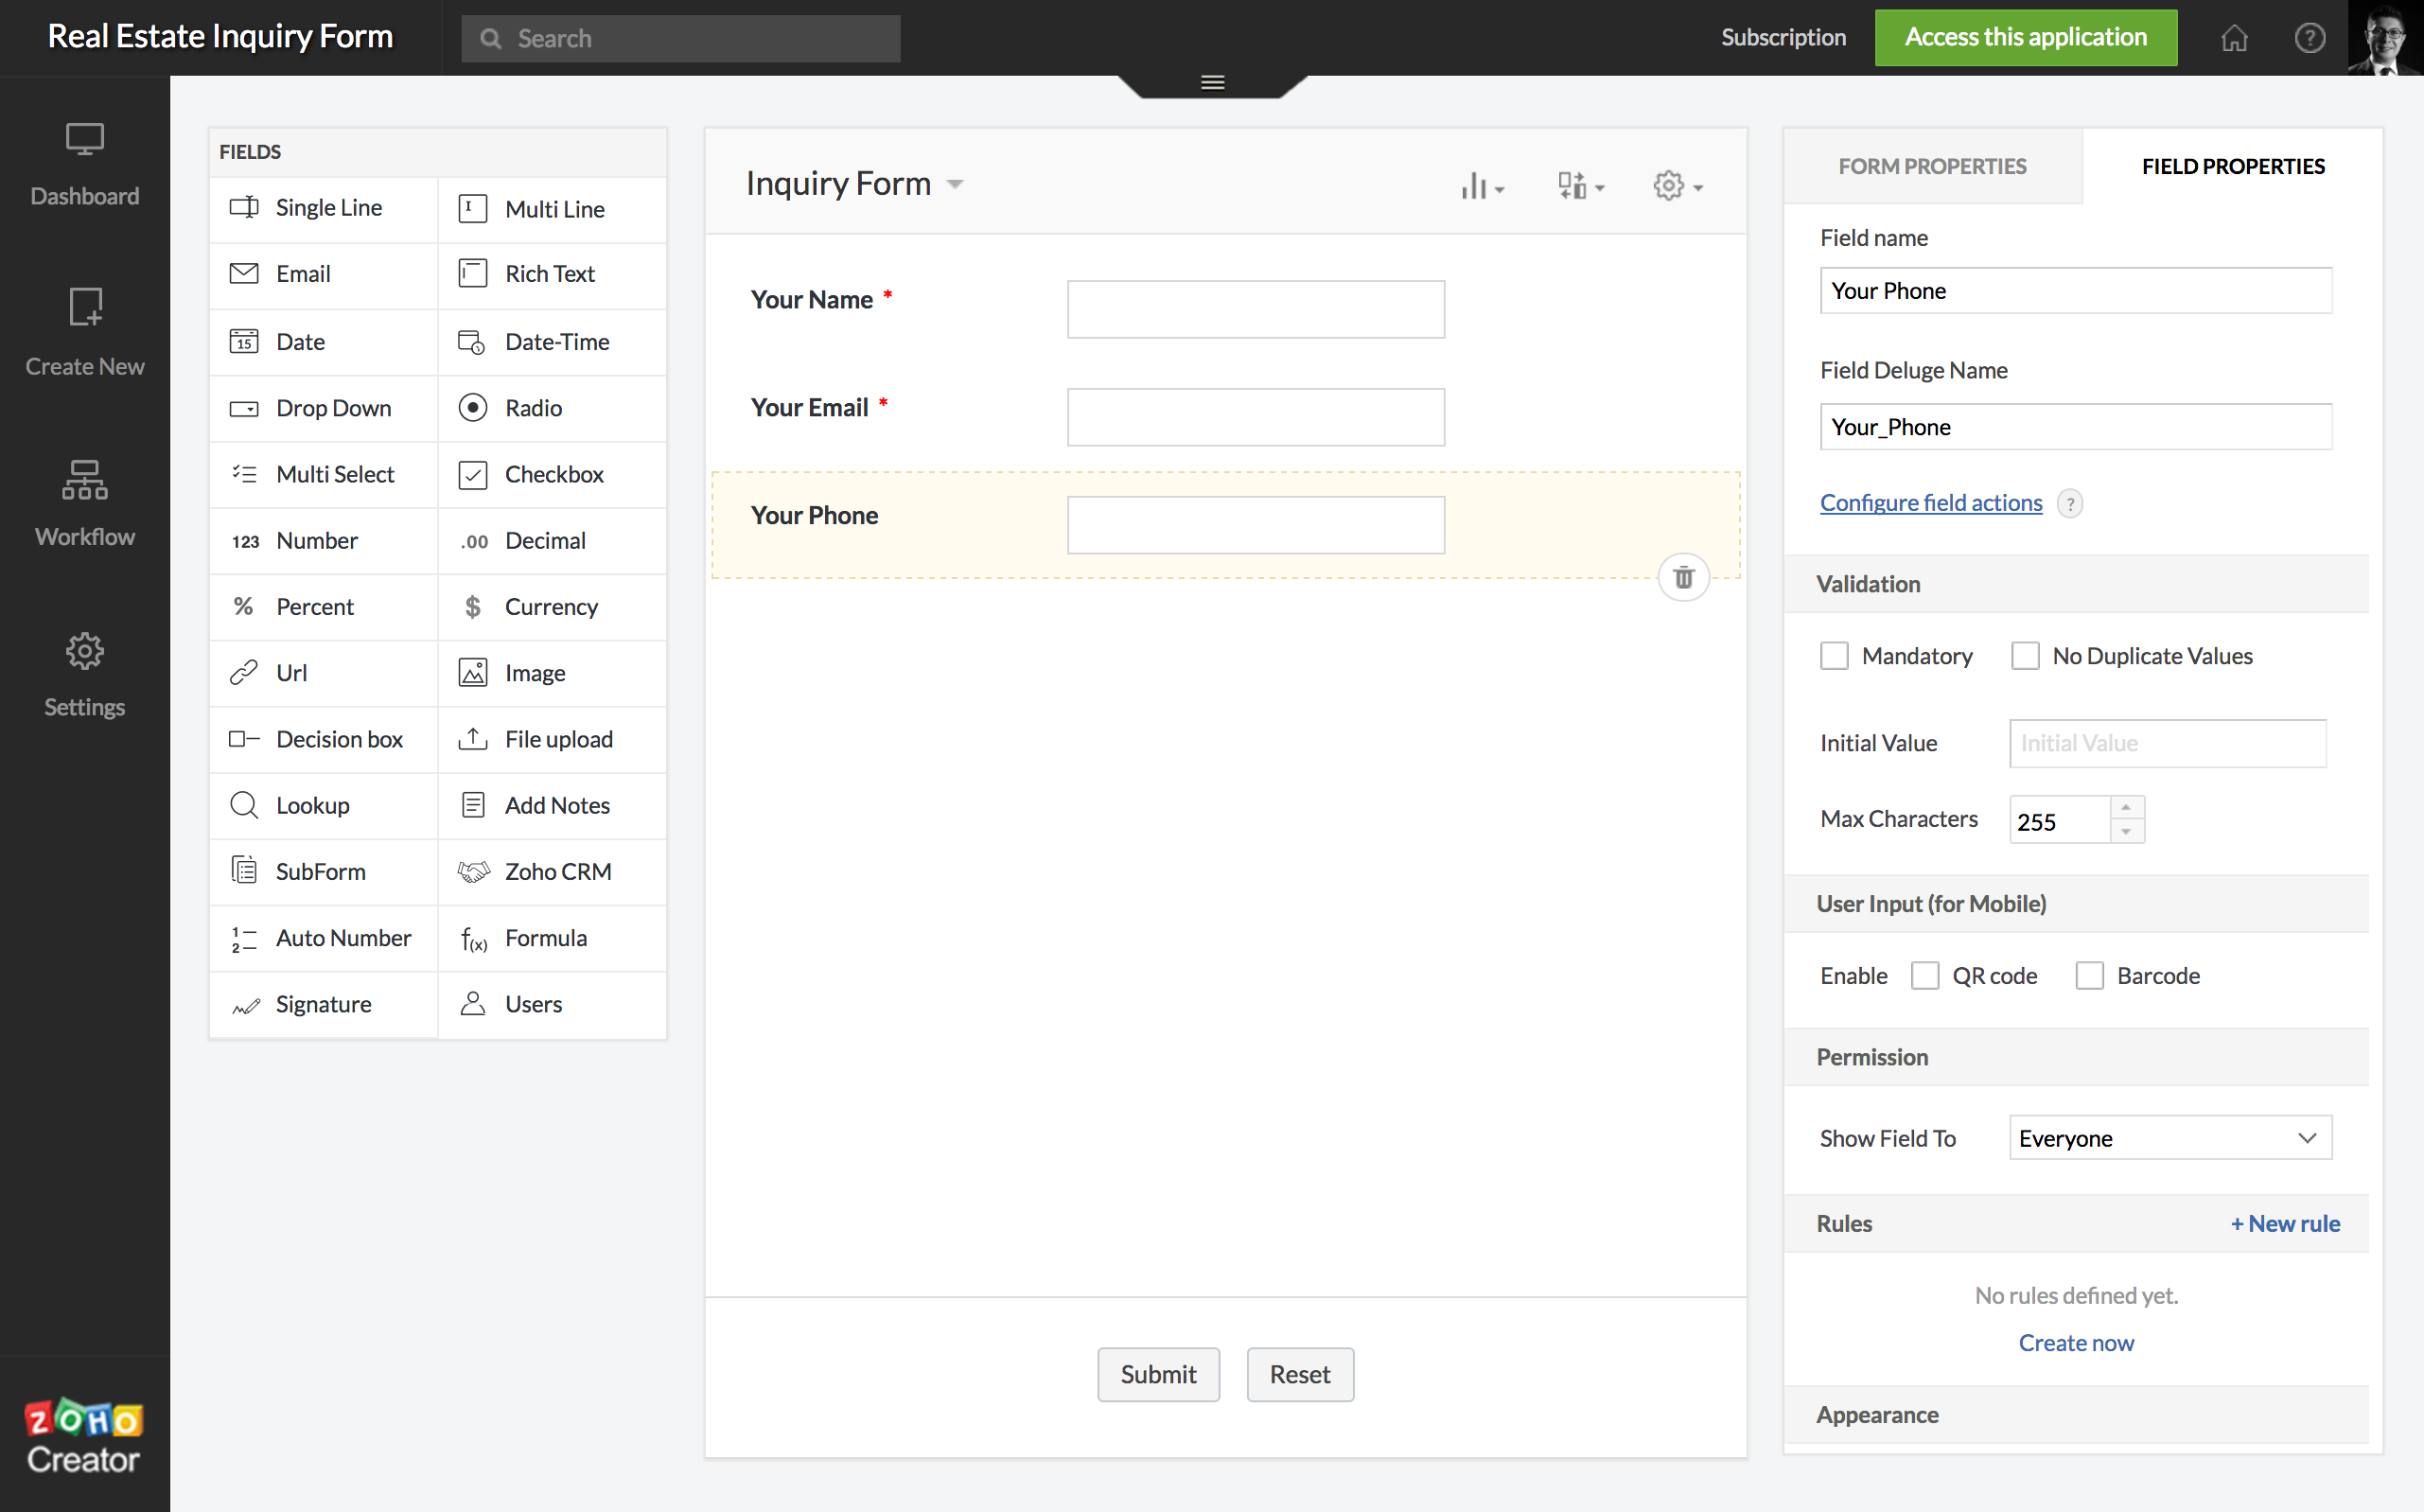 Real Estate Inquiry Form
Search
Subscription
Access this application
?
Dashboard
Create New
Workflow
Settings
ZOHO
Creator
FIELDS
Single Line
Multi Line
Email
Rich Text
15
Date
Date-Time
Drop Down
Radio
Multi Select
Checkbox
123
Number
.00
Decimal
%
Percent
$
Currency
Url
Image
Decision box
File upload
Lookup
Add Notes
SubForm
Zoho CRM
1
2
Auto Number
f(x)
Formula
Signature
Users
Inquiry Form
Your Name *
Your Email *
Your Phone
Submit
Reset
FORM PROPERTIES
FIELD PROPERTIES
Field name
Your Phone
Field Deluge Name
Your_Phone
Configure field actions ?
Validation
Mandatory
No Duplicate Values
Initial Value
Initial Value
Max Characters
255
User Input (for Mobile)
Enable
QR code
Barcode
Permission
Show Field To
Everyone
Rules
+ New rule
No rules defined yet.
Create now
Appearance